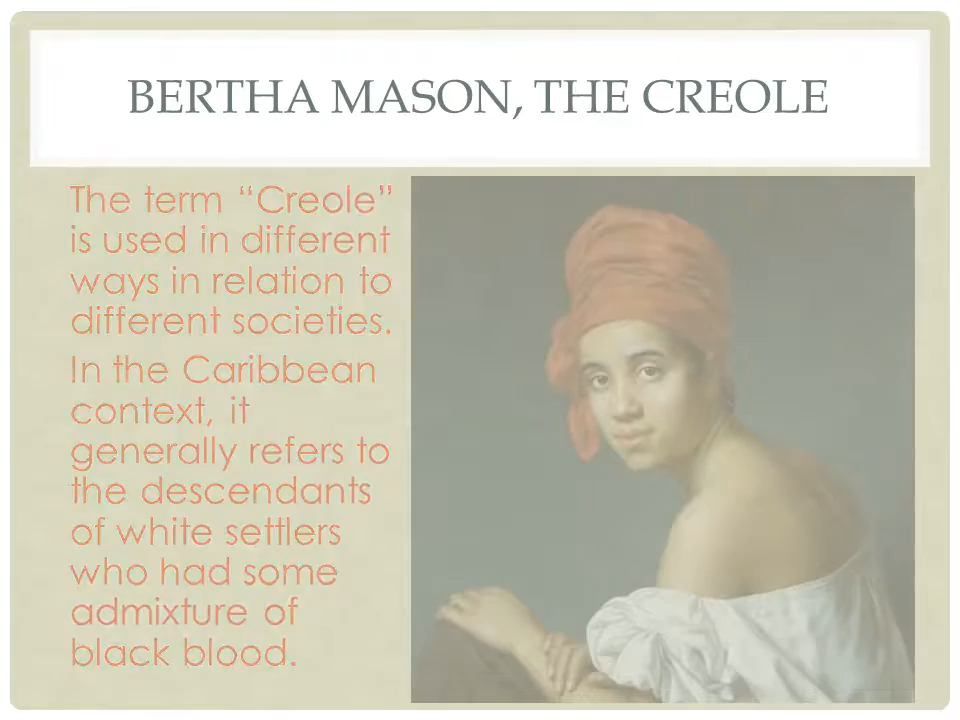 BERTHA MASON, THE CREOLE
The term “Creole”
is used in different
ways in relation to
different societies.
In the Caribbean
context, it
generally refers to
the descendants
of white settlers
who had some
admixture of
black blood.